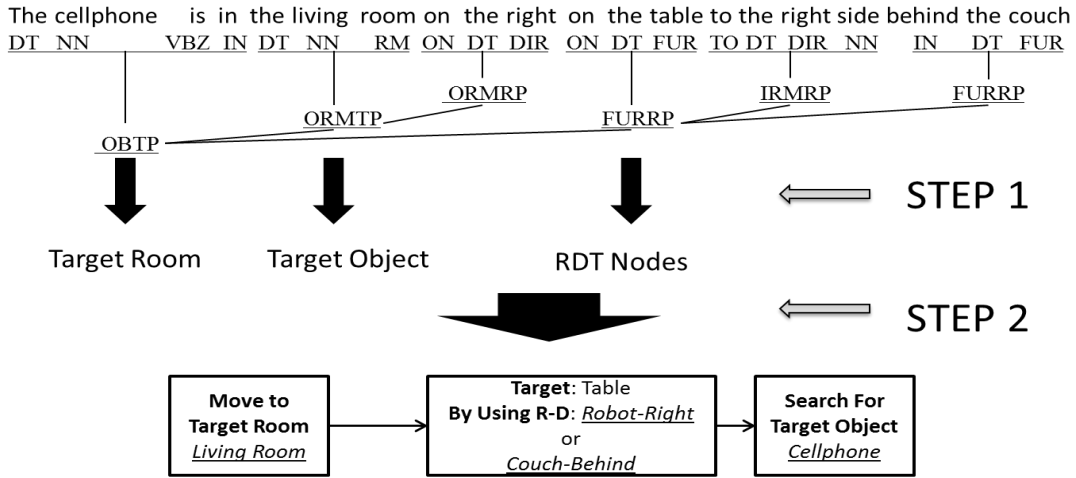 The cellphone is in the living room on the right on the table to the right side behind the couch
DT NN VBZ IN DT NN RM ON DT DIR ON DT FUR TO DT DIR NN IN DT FUR
ORMRP IRMRP FURRP
ORMTP FURRP
OBTP
STEP 1
Target Room Target Object RDT Nodes
STEP 2
Move to
Target Room
Living Room
Target: Table
By Using R-D: Robot-Right
or
Couch-Behind
Search For
Target Object
Cellphone